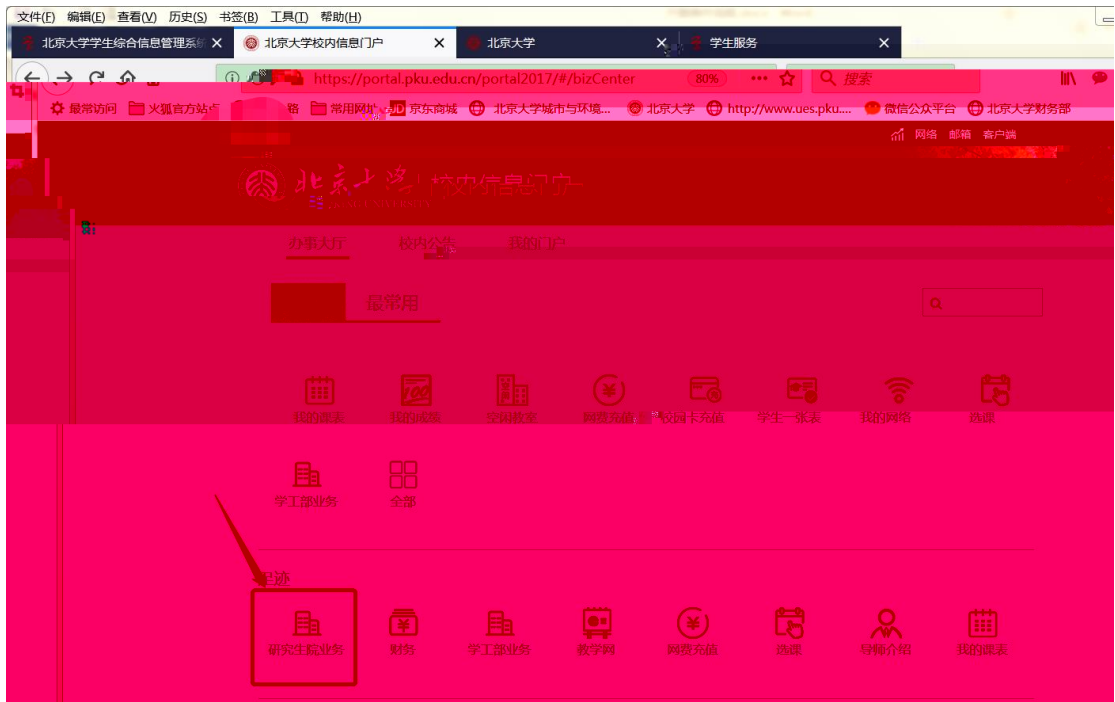 文件(F) 编辑(E) 查看(V) 历史(S) 书签(B) 工具(T) 帮助(H)
北京大学学生综合信息管理系统 北京大学校内信息门户 北京大学 学生服务
https://portal.pku.edu.cn/portal2017/#/bizCenter 80% 搜索
最常访问 火狐官方站点 常用网址 JD 京东商城 北京大学城市与环境... 北京大学 http://www.ues.pku.... 微信公众平台 北京大学财务部
网络 邮箱 客户端
北京大学 校内信息门户
办事大厅 校内公告 我的门户
最常用
我的课表 我的成绩 空闲教室 网费充值 校园卡充值 学生一张表 我的网络 选课
学工部业务 全部
足迹
研究生院业务 财务 学工部业务 教学网 网费充值 选课 导师介绍 我的课表